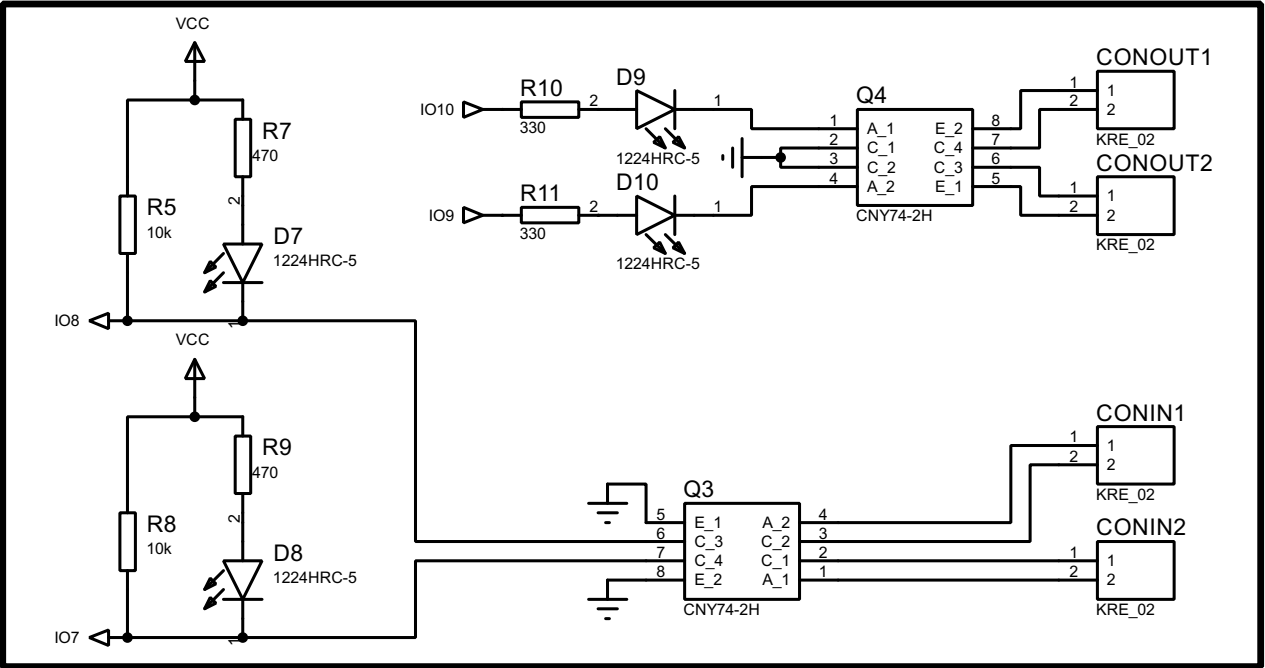 VCC
R7
470
2
R5
10k
D7
1224HRC-5
IO8
1
VCC
R9
470
2
R8
10k
D8
1224HRC-5
IO7
1
IO10
R10
330
2
D9
1
1224HRC-5
IO9
R11
330
2
D10
1
1224HRC-5
Q4
1 A_1 E_2 8
2 C_1 C_4 7
3 C_2 C_3 6
4 A_2 E_1 5
CNY74-2H
CONOUT1
1 1
2 2
KRE_02
CONOUT2
1 1
2 2
KRE_02
Q3
5 E_1 A_2 4
6 C_3 C_2 3
7 C_4 C_1 2
8 E_2 A_1 1
CNY74-2H
CONIN1
1 1
2 2
KRE_02
CONIN2
1 1
2 2
KRE_02